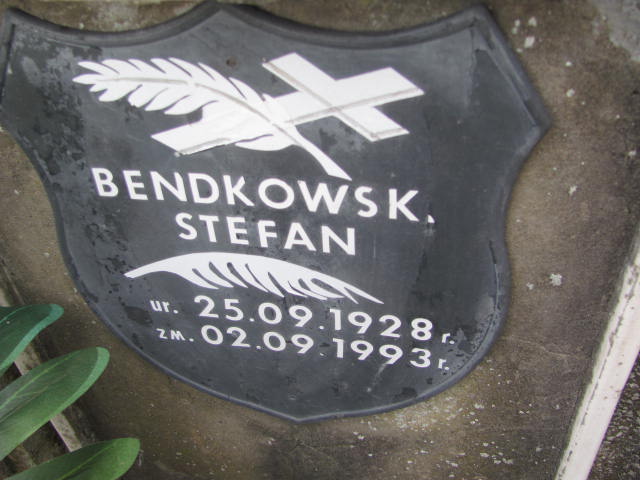 BENDKOWSK.
STEFAN
ur. 25.09.1928 r.
zm. 02.09.1993 r.